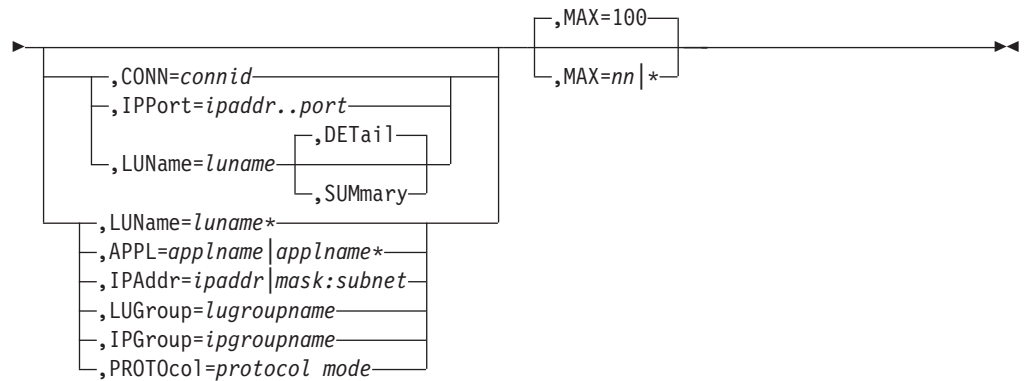 ,MAX=100
,CONN=connid
,MAX=nn|*
,IPPort=ipaddr..port
,DETail
,LUName=luname
,SUMmary
,LUName=luname*
,APPL=applname|applname*
,IPAddr=ipaddr|mask:subnet
,LUGroup=lugroupname
,IPGroup=ipgroupname
,PROTOcol=protocol mode